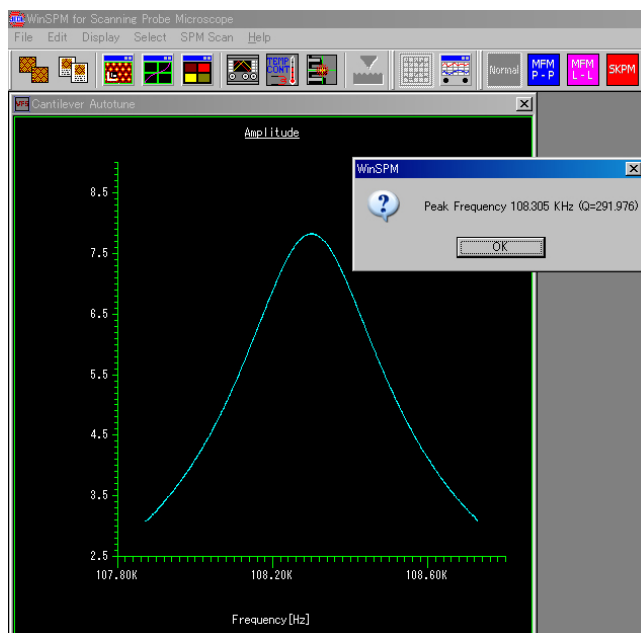 WinSPM for Scanning Probe Microscope
File Edit Display Select SPM Scan Help
TEMP CONT
Normal
MFM P - P
MFM L - L
SKPM
Cantilever Autotune
Amplitude
WinSPM
Peak Frequency 108.305 KHz (Q=291.976)
OK
8.5
7.5
6.5
5.5
4.5
3.5
2.5
107.80K 108.20K 108.60K
Frequency[Hz]